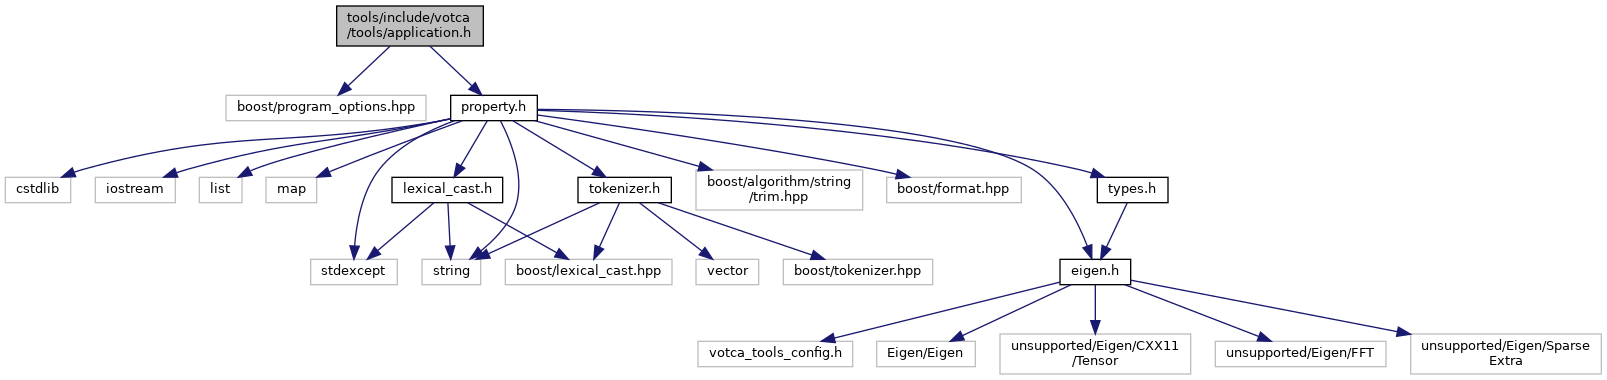 tools/include/votca
/tools/application.h
boost/program_options.hpp
property.h
cstdlib
iostream
list
map
lexical_cast.h
tokenizer.h
boost/algorithm/string
/trim.hpp
boost/format.hpp
types.h
stdexcept
string
boost/lexical_cast.hpp
vector
boost/tokenizer.hpp
eigen.h
votca_tools_config.h
Eigen/Eigen
unsupported/Eigen/CXX11
/Tensor
unsupported/Eigen/FFT
unsupported/Eigen/Sparse
Extra